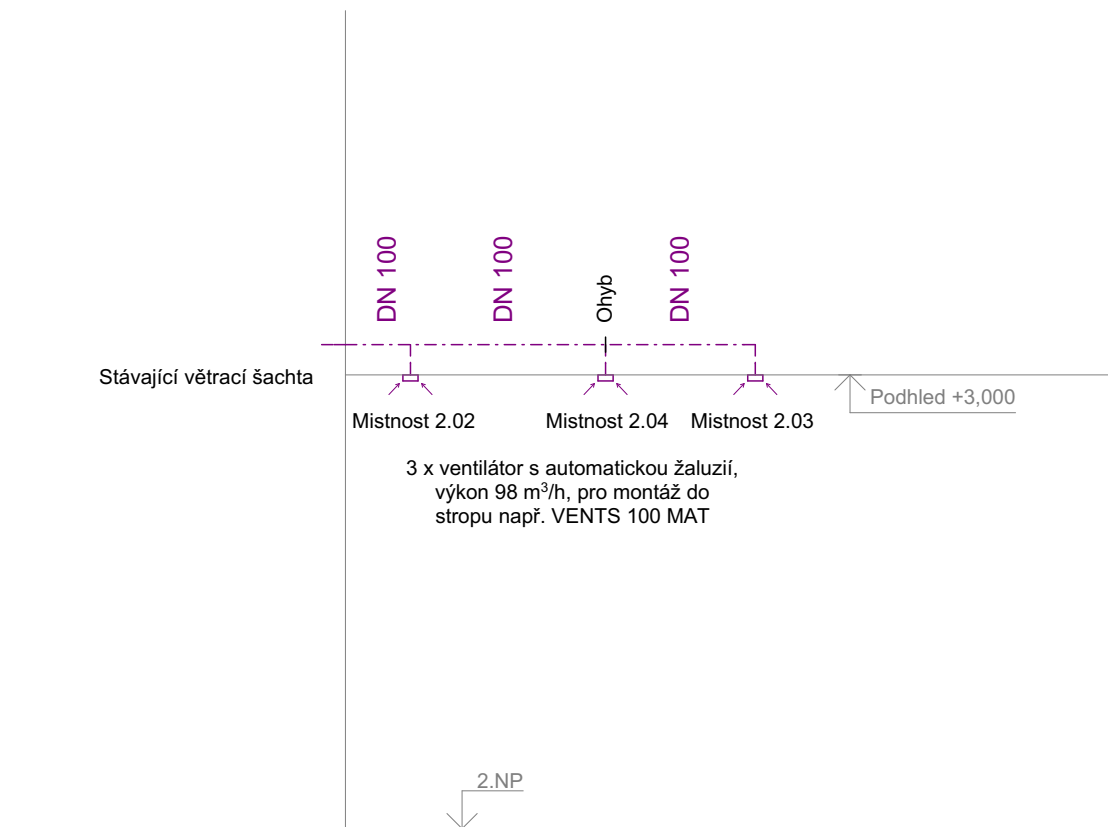 DN 100
DN 100
Ohyb
DN 100
Stávající větrací šachta
Podhled +3,000
Mistnost 2.02
Mistnost 2.04
Mistnost 2.03
3 x ventilátor s automatickou žaluzií,
výkon 98 m³/h, pro montáž do
stropu např. VENTS 100 MAT
2.NP